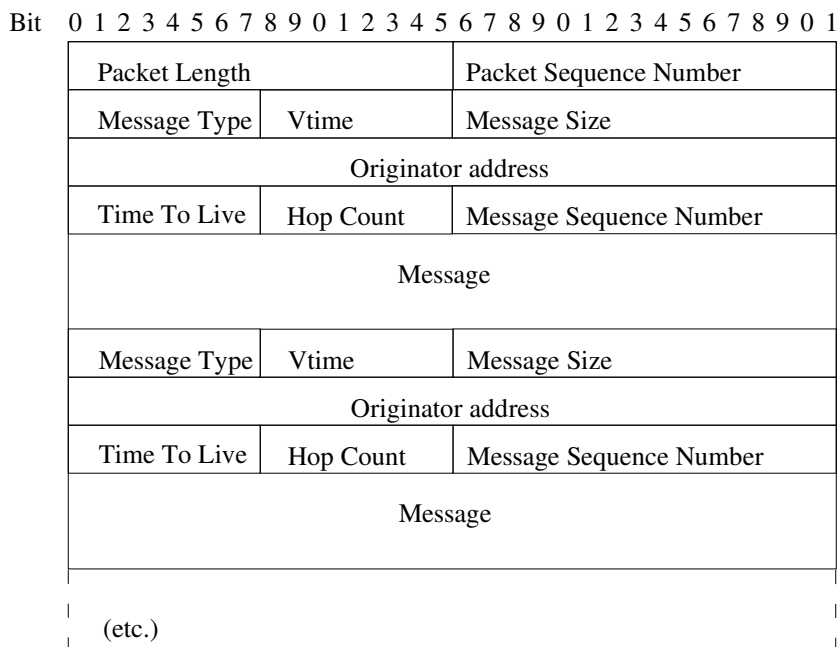 Bit 0 1 2 3 4 5 6 7 8 9 0 1 2 3 4 5 6 7 8 9 0 1 2 3 4 5 6 7 8 9 0 1
Packet Length Packet Sequence Number
Message Type Vtime Message Size
Originator address
Time To Live Hop Count Message Sequence Number
Message
Message Type Vtime Message Size
Originator address
Time To Live Hop Count Message Sequence Number
Message
(etc.)